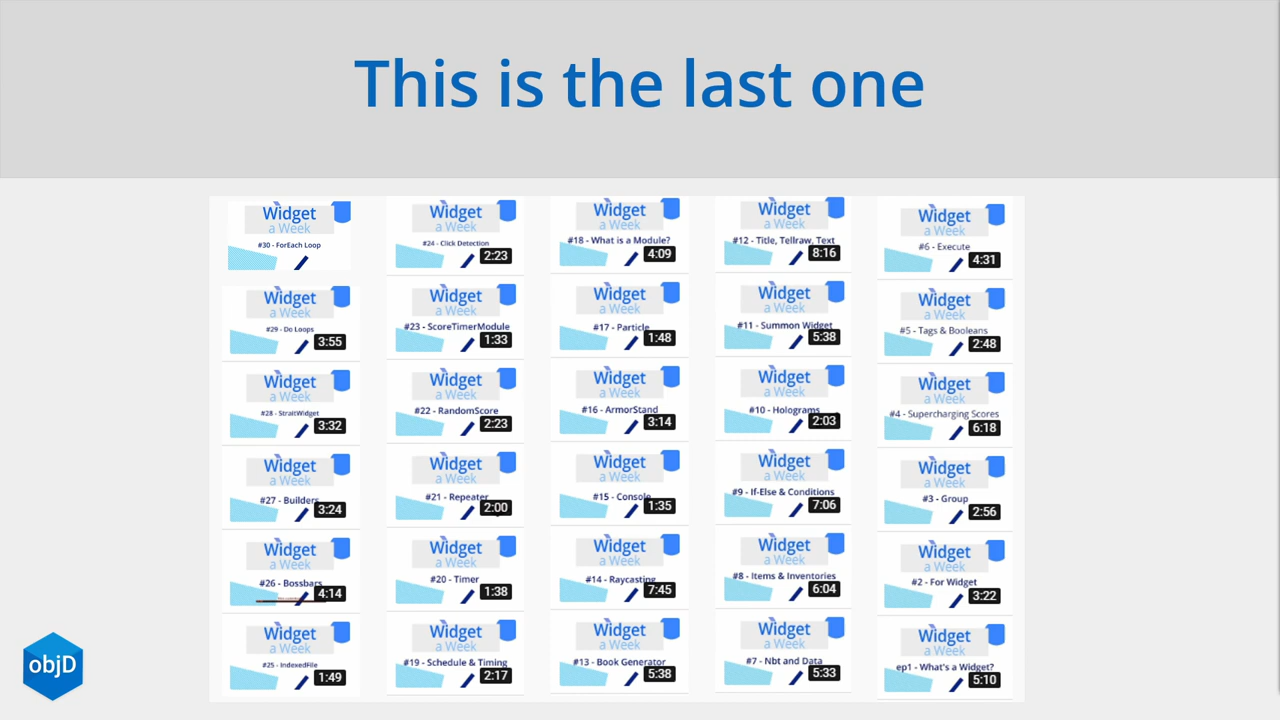 This is the last one
Widget
a Week
#30 - ForEach Loop
Widget
a Week
#29 - Do Loops
3:55
Widget
a Week
#28 - StraitWidget
3:32
Widget
a Week
#27 - Builders
3:24
Widget
a Week
#26 - Bossbars
4:14
Widget
a Week
#25 - IndexedFile
1:49
Widget
a Week
#24 - Click Detection
2:23
Widget
a Week
#23 - ScoreTimerModule
1:33
Widget
a Week
#22 - RandomScore
2:23
Widget
a Week
#21 - Repeater
2:00
Widget
a Week
#20 - Timer
1:38
Widget
a Week
#19 - Schedule & Timing
2:17
Widget
a Week
#18 - What is a Module?
4:09
Widget
a Week
#17 - Particle
1:48
Widget
a Week
#16 - ArmorStand
3:14
Widget
a Week
#15 - Console
1:35
Widget
a Week
#14 - Raycasting
7:45
Widget
a Week
#13 - Book Generator
5:38
Widget
a Week
#12 - Title, Tellraw, Text
8:16
Widget
a Week
#11 - Summon Widget
5:38
Widget
a Week
#10 - Holograms
2:03
Widget
a Week
#9 - If-Else & Conditions
7:06
Widget
a Week
#8 - Items & Inventories
6:04
Widget
a Week
#7 - Nbt and Data
5:33
Widget
a Week
#6 - Execute
4:31
Widget
a Week
#5 - Tags & Booleans
2:48
Widget
a Week
#4 - Supercharging Scores
6:18
Widget
a Week
#3 - Group
2:56
Widget
a Week
#2 - For Widget
3:22
Widget
a Week
ep1 - What's a Widget?
5:10
objD